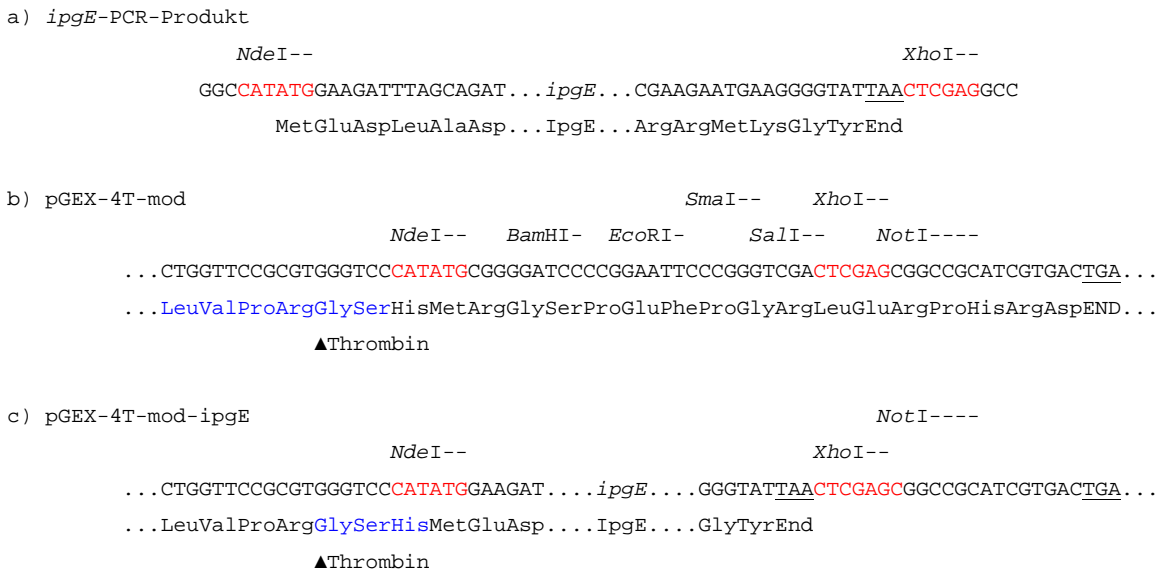 a) ipgE-PCR-Produkt
NdeI-- XhoI--
GGCCATATGGAAGATTTAGCAGAT...ipgE...CGAAGAATGAAGGGGTATTAACTCGAGGCC
MetGluAspLeuAlaAsp...IpgE...ArgArgMetLysGlyTyrEnd
b) pGEX-4T-mod SmaI-- XhoI--
NdeI-- BamHI- EcoRI- SalI-- NotI----
...CTGGTTCCGCGTGGGTCCCATATGCGGGGATCCCCGGAATTCCCGGGTCGACTCGAGCGGCCGCATCGTGACTGA...
...LeuValProArgGlySerHisMetArgGlySerProGluPheProGlyArgLeuGluArgProHisArgAspEND...
▲Thrombin
c) pGEX-4T-mod-ipgE NotI----
NdeI-- XhoI--
...CTGGTTCCGCGTGGGTCCCATATGGAAGAT....ipgE....GGGTATTAACTCGAGCGGCCGCATCGTGACTGA...
...LeuValProArgGlySerHisMetGluAsp....IpgE....GlyTyrEnd
▲Thrombin